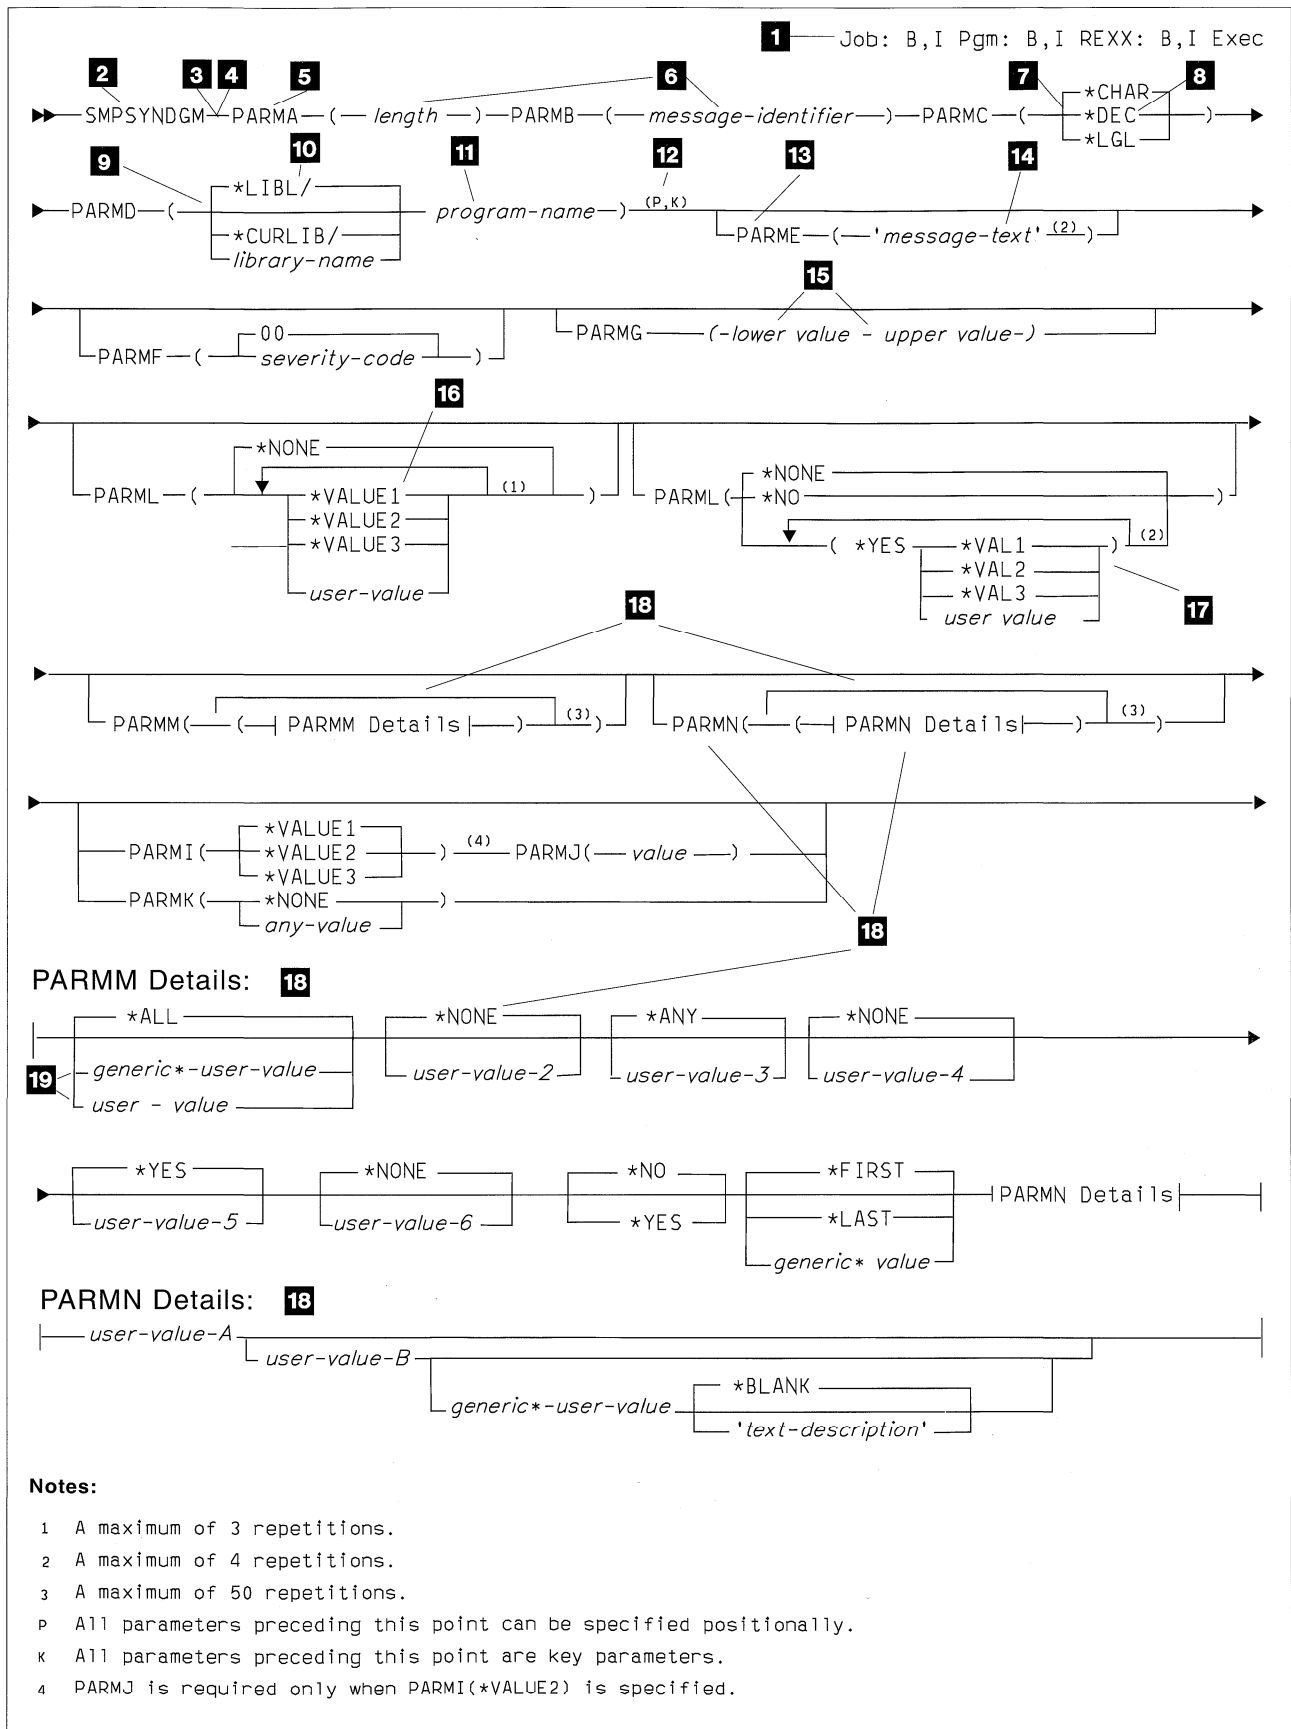 1 Job: B,I Pgm: B,I REXX: B,I Exec
2 3 4 5 6 7 *CHAR 8
SMPSYNDGM PARMA ( length ) PARMB ( message-identifier ) PARMC ( *DEC )
*LGL
9 10 11 12 13 14
*LIBL/
PARMD ( program-name ) (P,K)
*CURLIB/
library-name
PARME ( 'message-text' (2) )
15
00
PARMF ( severity-code )
PARMG (-lower value - upper value-)
16
*NONE
PARML ( *VALUE1 (1) )
*VALUE2
*VALUE3
user-value
*NONE
PARML( *NO )
( *YES *VAL1 ) (2)
*VAL2
*VAL3 17
user value
18
PARMM( ( PARMM Details ) (3) ) PARMN( ( PARMN Details ) (3) )
*VALUE1
PARMI( *VALUE2 ) (4) PARMJ( value )
*VALUE3
PARMK( *NONE )
any-value
18
PARMM Details: 18
*ALL *NONE *ANY *NONE
19 generic*-user-value user-value-2 user-value-3 user-value-4
user - value
*YES *NONE *NO *FIRST
PARMN Details
user-value-5 user-value-6 *YES *LAST
generic* value
PARMN Details: 18
user-value-A
user-value-B
*BLANK
generic*-user-value
'text-description'
Notes:
1 A maximum of 3 repetitions.
2 A maximum of 4 repetitions.
3 A maximum of 50 repetitions.
P All parameters preceding this point can be specified positionally.
K All parameters preceding this point are key parameters.
4 PARMJ is required only when PARMI(*VALUE2) is specified.